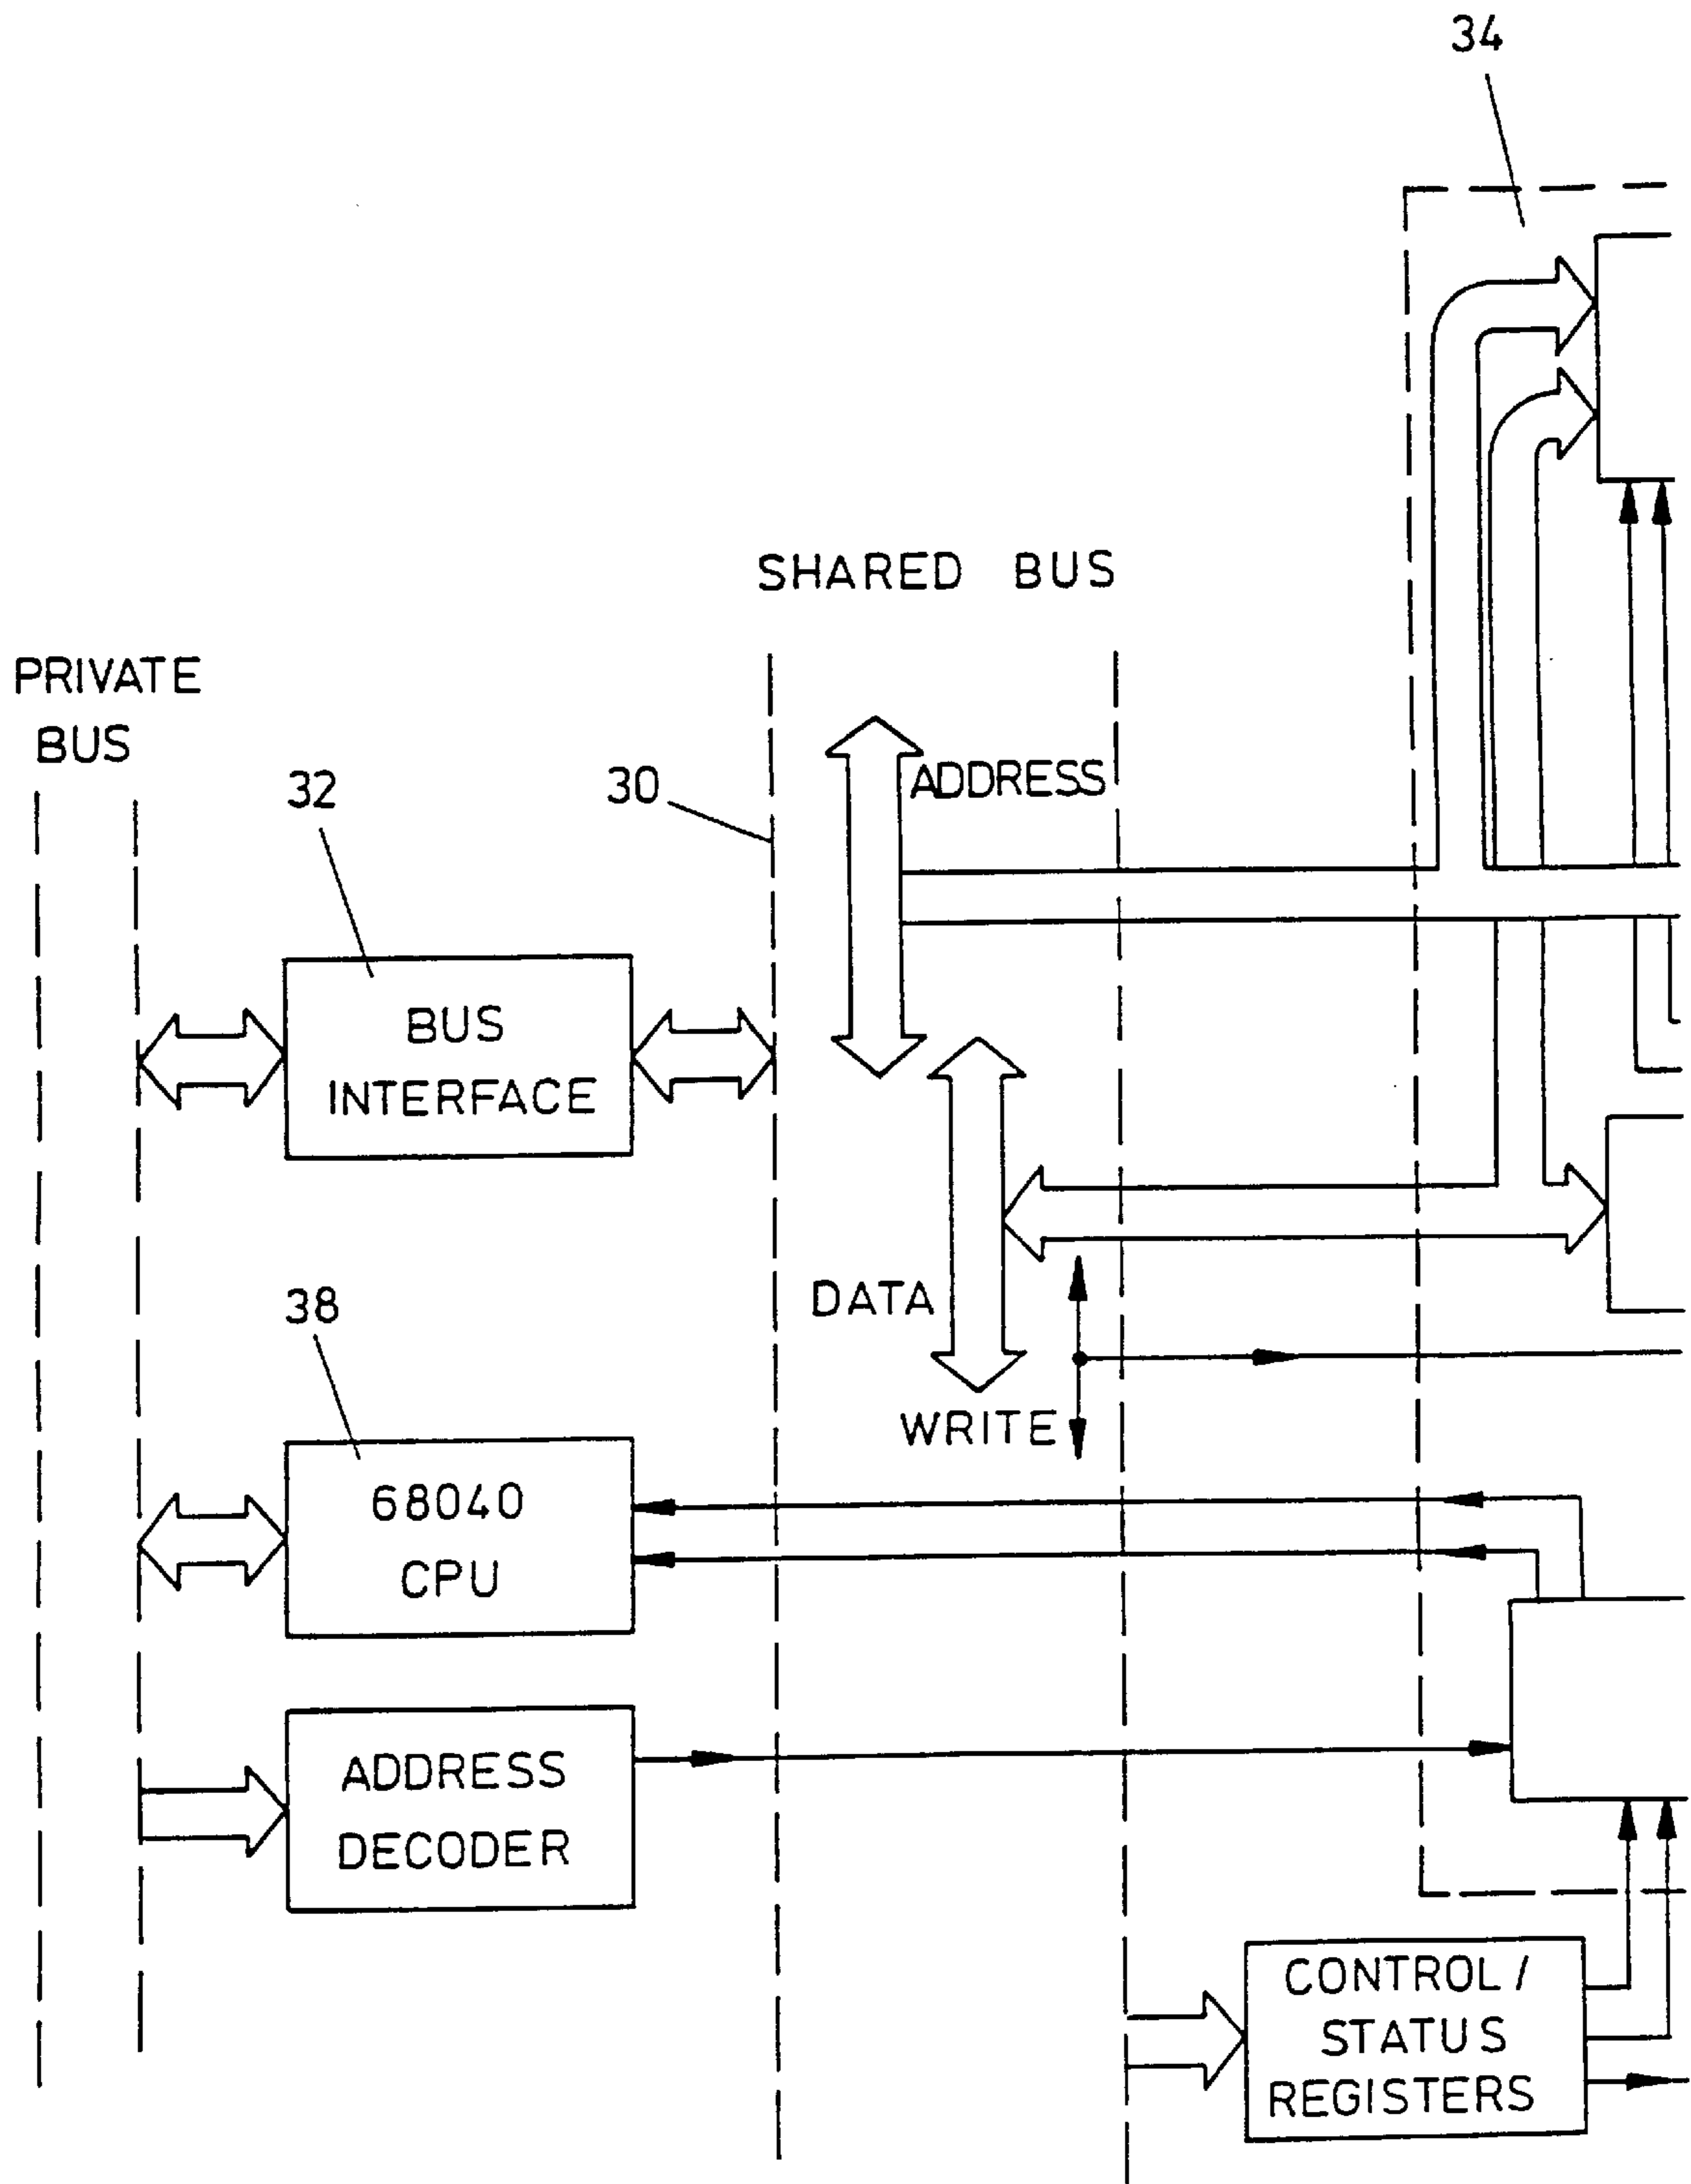 34
SHARED BUS
PRIVATE
BUS
32
30
ADDRESS
BUS
INTERFACE
38
DATA
WRITE
68040
CPU
ADDRESS
DECODER
CONTROL/
STATUS
REGISTERS